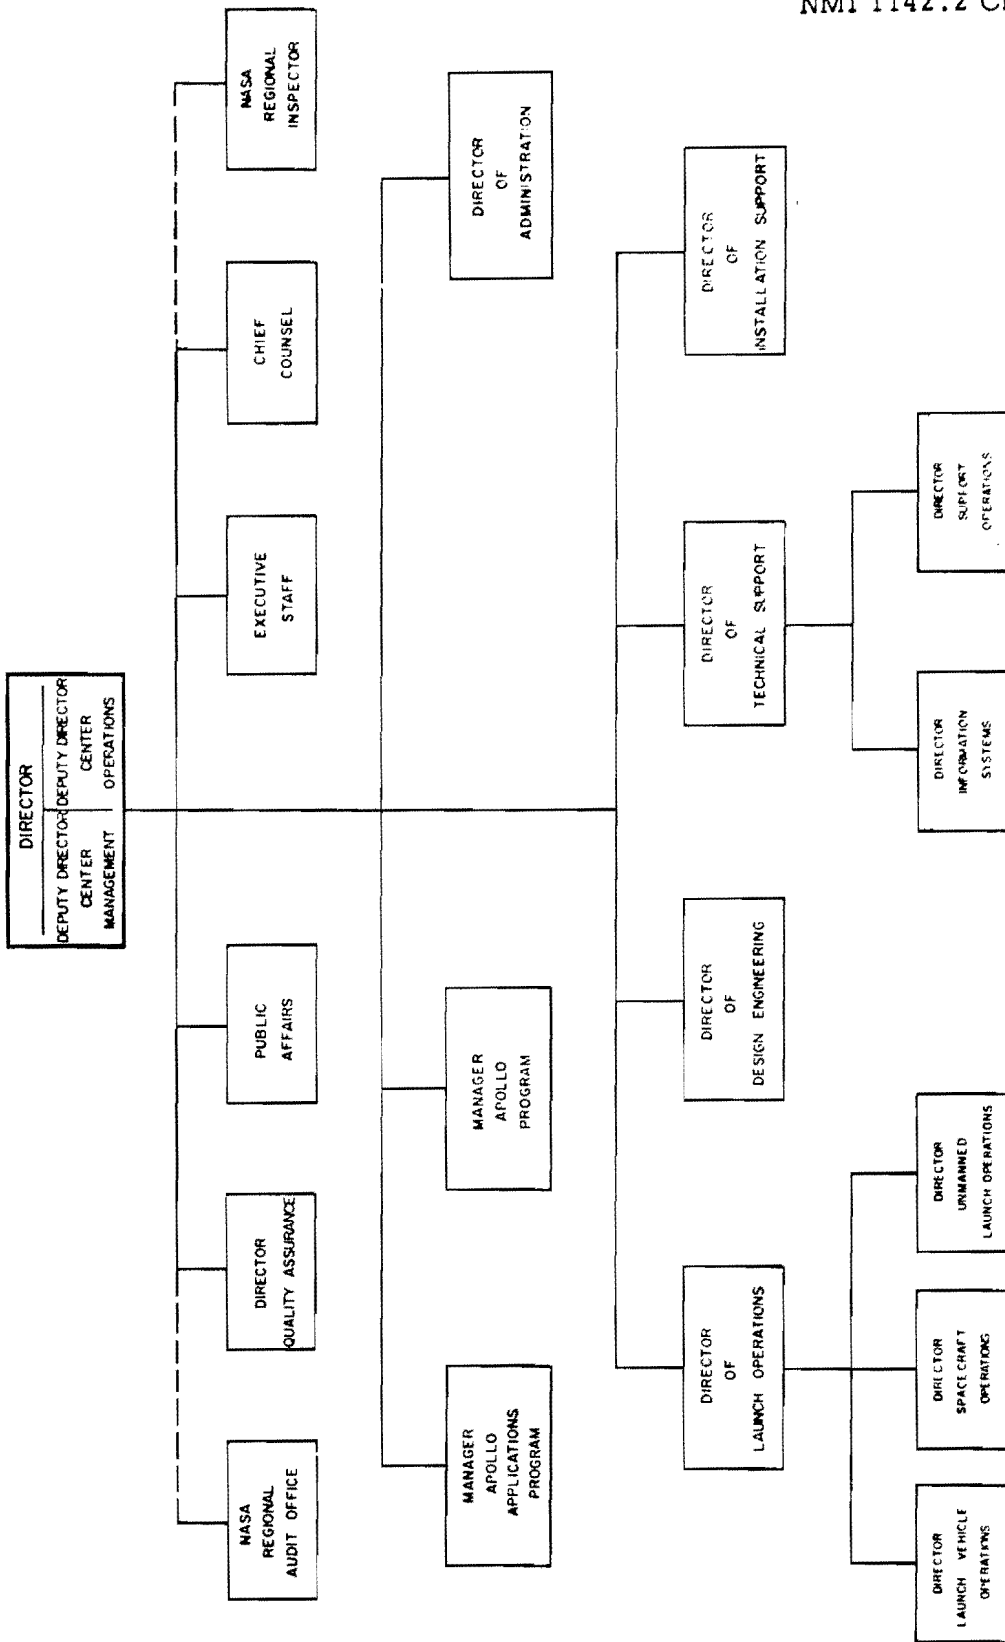 NMI 1142.2
DIRECTOR
DEPUTY DIRECTOR
CENTER
MANAGEMENT
DEPUTY DIRECTOR
CENTER
OPERATIONS
NASA
REGIONAL
AUDIT OFFICE
DIRECTOR
QUALITY ASSURANCE
PUBLIC
AFFAIRS
EXECUTIVE
STAFF
CHIEF
COUNSEL
NASA
REGIONAL
INSPECTOR
MANAGER
APOLLO
APPLICATIONS
PROGRAM
MANAGER
APOLLO
PROGRAM
DIRECTOR
OF
ADMINISTRATION
DIRECTOR
OF
LAUNCH OPERATIONS
DIRECTOR
OF
DESIGN ENGINEERING
DIRECTOR
OF
TECHNICAL SUPPORT
DIRECTOR
OF
INSTALLATION SUPPORT
DIRECTOR
LAUNCH VEHICLE
OPERATIONS
DIRECTOR
SPACECRAFT
OPERATIONS
DIRECTOR
UNMANNED
LAUNCH OPERATIONS
DIRECTOR
INFORMATION
SYSTEMS
DIRECTOR
SUPPORT
OPERATIONS